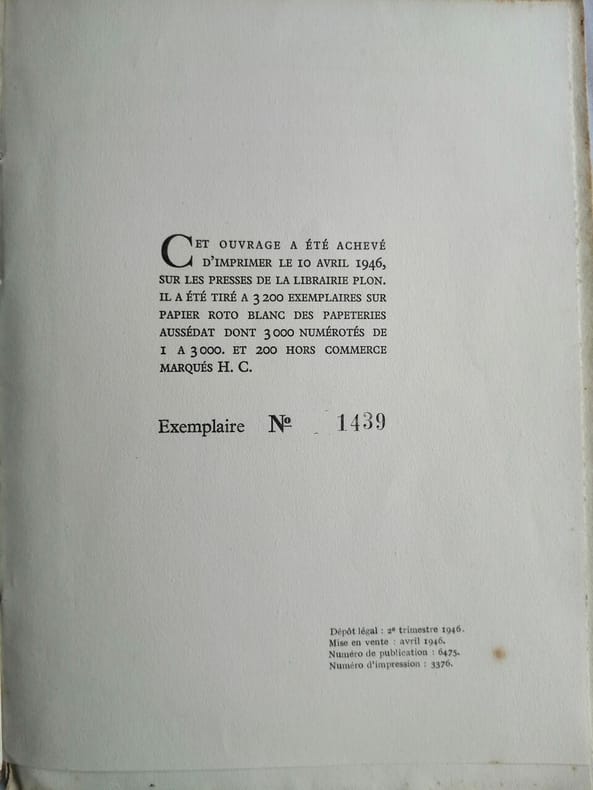 CET OUVRAGE A ÉTÉ ACHEVÉ
D'IMPRIMER LE 10 AVRIL 1946,
SUR LES PRESSES DE LA LIBRAIRIE PLON.
IL A ÉTÉ TIRÉ A 3 200 EXEMPLAIRES SUR
PAPIER ROTO BLANC DES PAPETERIES
AUSSÉDAT DONT 3 000 NUMÉROTÉS DE
1 A 3 000. ET 200 HORS COMMERCE
MARQUÉS H. C.
Exemplaire Nº 1439
Dépôt légal : 2e trimestre 1946.
Mise en vente : avril 1946.
Numéro de publication : 6475.
Numéro d'impression : 3376.